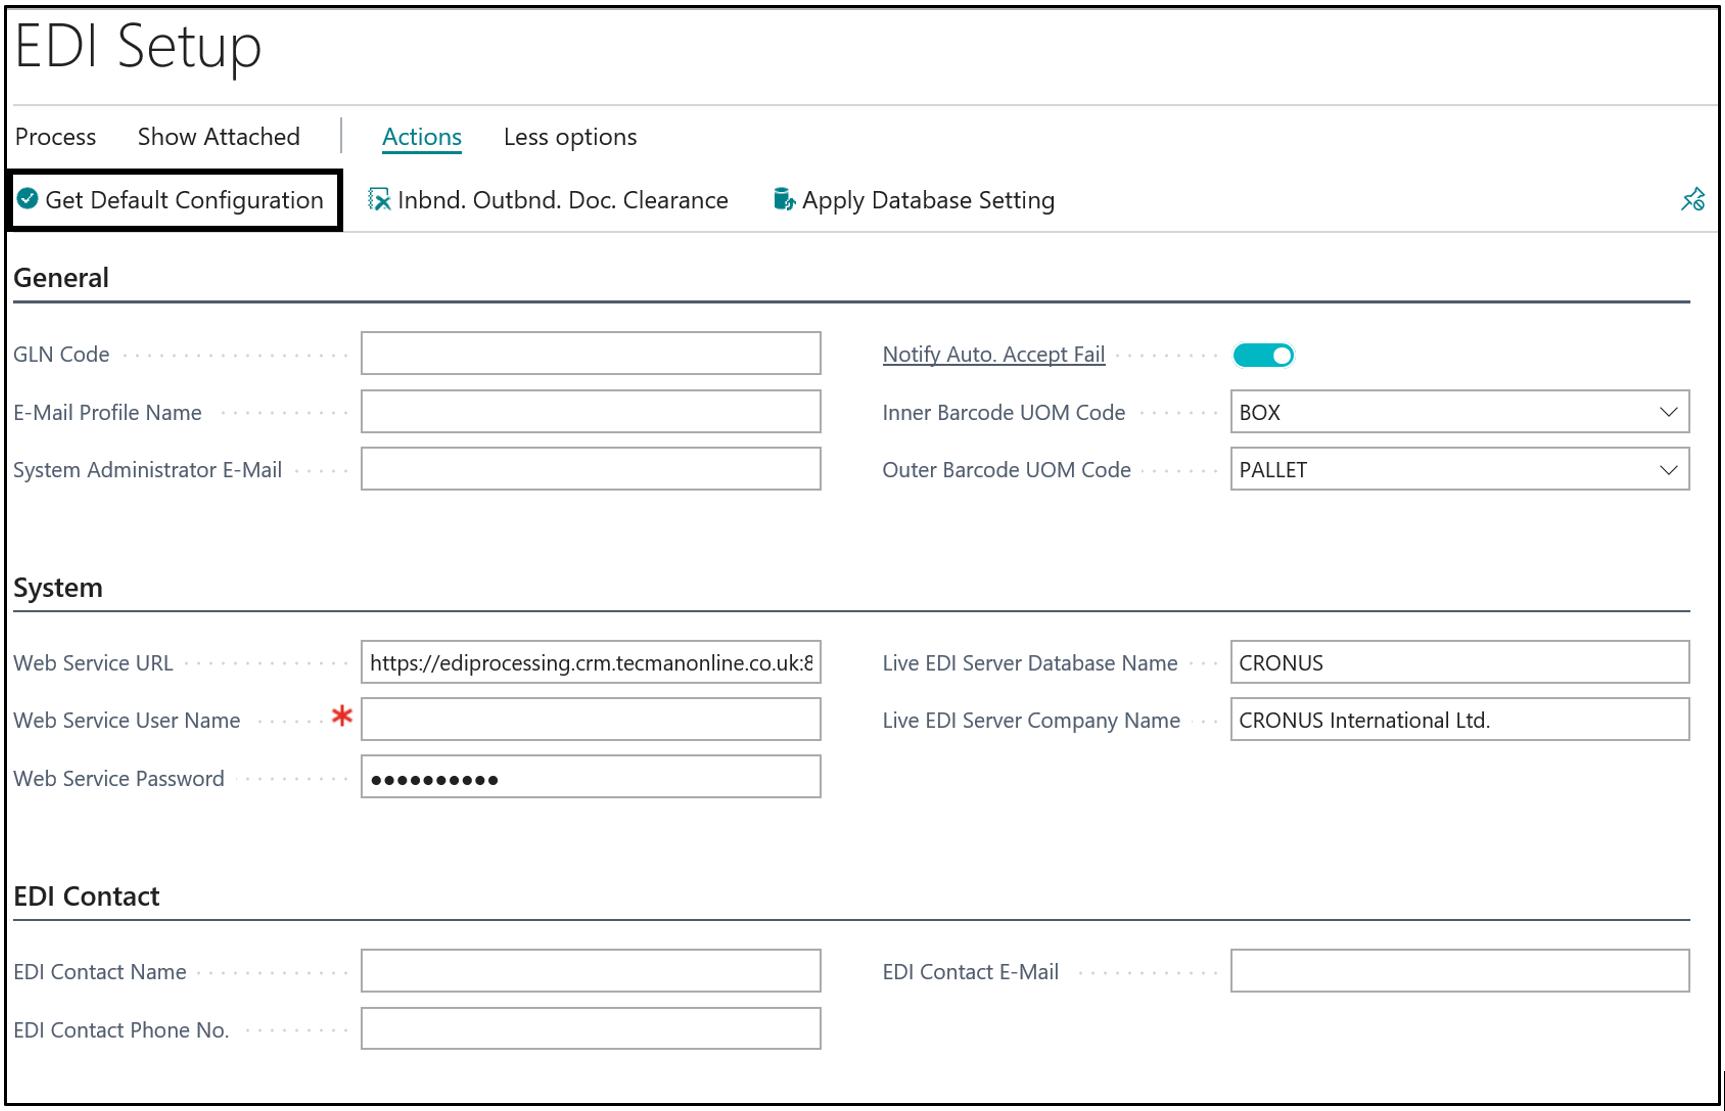 EDI Setup
Process Show Attached Actions Less options
Get Default Configuration Inbnd. Outbnd. Doc. Clearance Apply Database Setting
General
GLN Code Notify Auto. Accept Fail
E-Mail Profile Name Inner Barcode UOM Code BOX
System Administrator E-Mail Outer Barcode UOM Code PALLET
System
Web Service URL https://ediprocessing.crm.tecmanonline.co.uk:8 Live EDI Server Database Name CRONUS
Web Service User Name * Live EDI Server Company Name CRONUS International Ltd.
Web Service Password ●●●●●●●●●●
EDI Contact
EDI Contact Name EDI Contact E-Mail
EDI Contact Phone No.